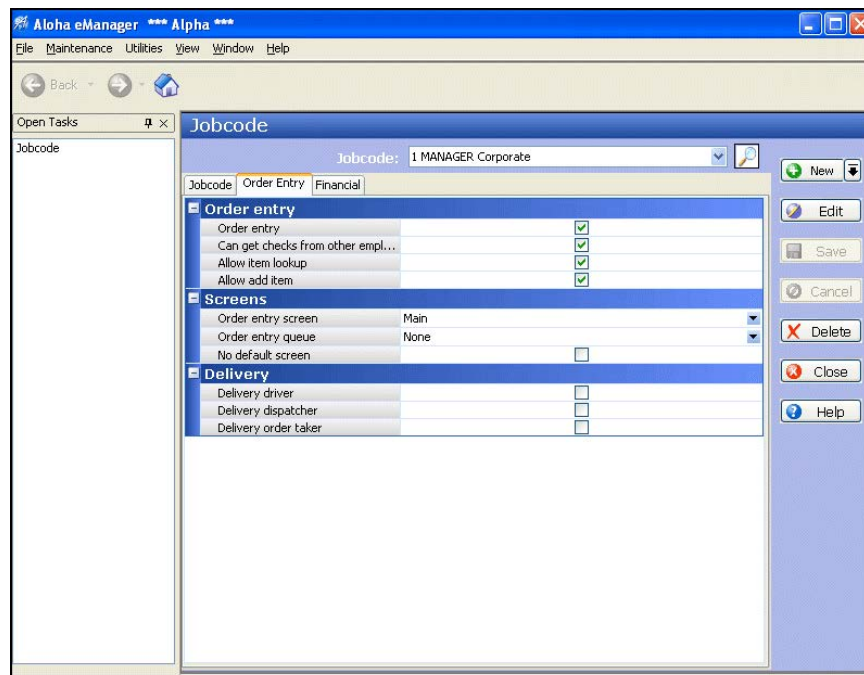 Aloha eManager *** Alpha ***
File Maintenance Utilities View Window Help
Back
Open Tasks
Jobcode
Jobcode
Jobcode: 1 MANAGER Corporate
Jobcode Order Entry Financial
Order entry
Order entry
Can get checks from other empl...
Allow item lookup
Allow add item
Screens
Order entry screen Main
Order entry queue None
No default screen
Delivery
Delivery driver
Delivery dispatcher
Delivery order taker
New
Edit
Save
Cancel
Delete
Close
Help